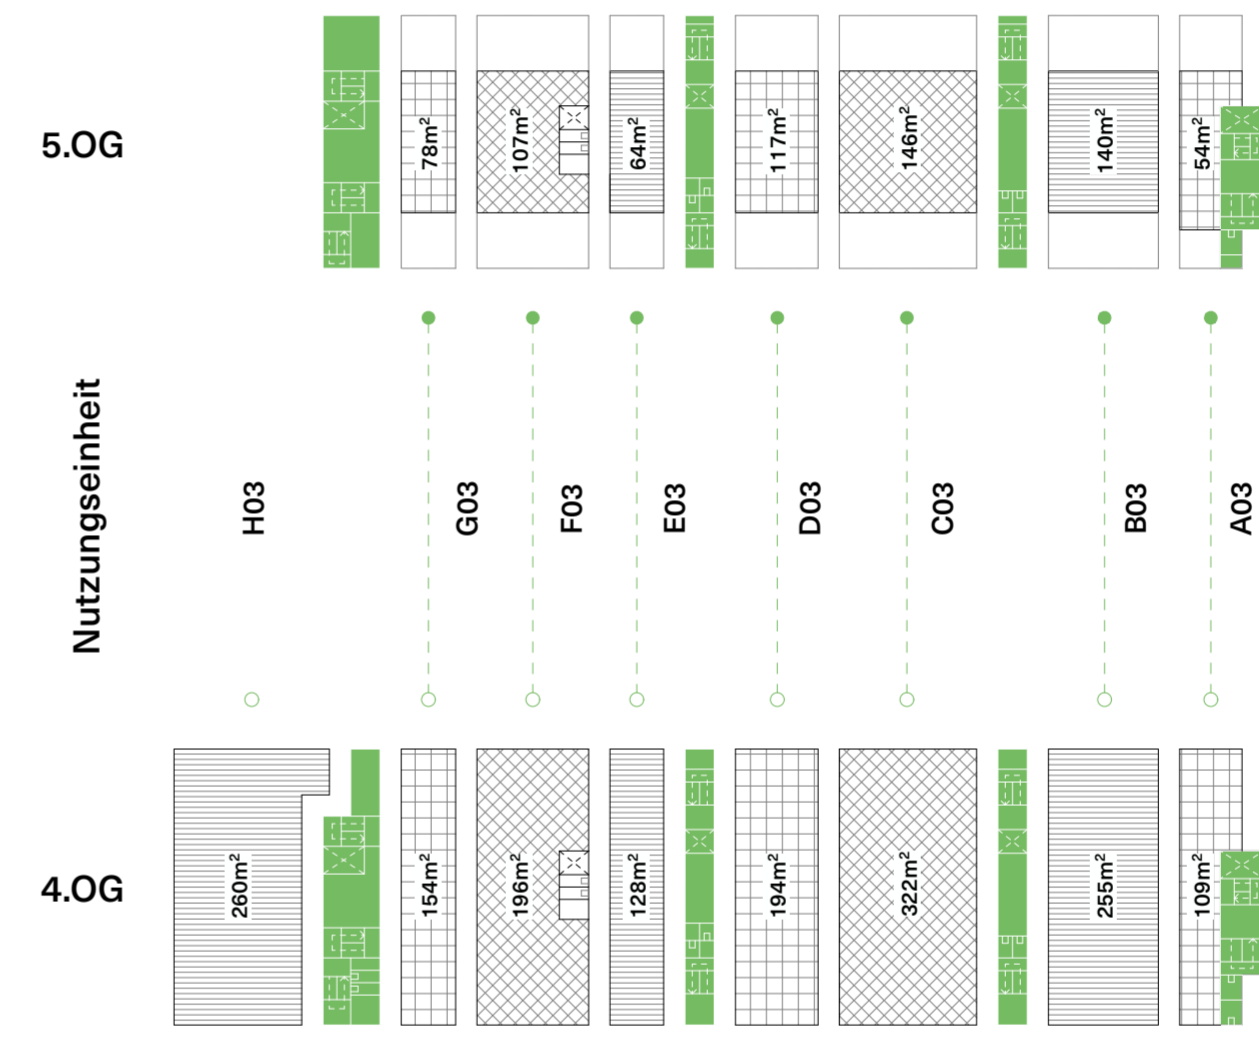 5.OG
78m²
107m²
64m²
117m²
146m²
140m²
54m²
Nutzungseinheit
H03
G03
F03
E03
D03
C03
B03
A03
4.OG
260m²
154m²
196m²
128m²
194m²
322m²
255m²
109m²